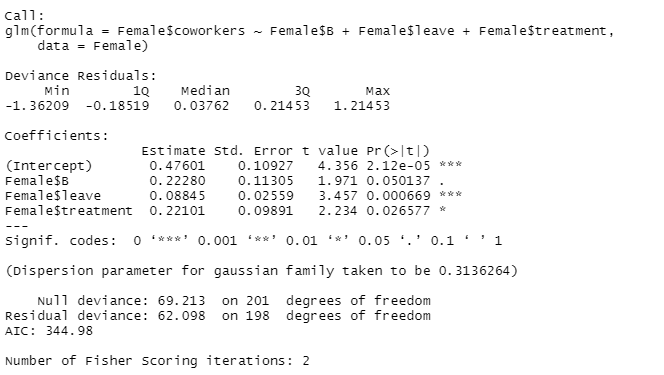 Call:
glm(formula = Female$coworkers ~ Female$B + Female$leave + Female$treatment,
    data = Female)
Deviance Residuals:
     Min       1Q   Median       3Q      Max
-1.36209 -0.18519  0.03762  0.21453  1.21453
Coefficients:
                 Estimate Std. Error t value Pr(>|t|)
(Intercept)       0.47601    0.10927   4.356 2.12e-05 ***
Female$B          0.22280    0.11305   1.971 0.050137 .
Female$leave      0.08845    0.02559   3.457 0.000669 ***
Female$treatment  0.22101    0.09891   2.234 0.026577 *
---
Signif. codes:  0 ‘***’ 0.001 ‘**’ 0.01 ‘*’ 0.05 ‘.’ 0.1 ‘ ’ 1
(Dispersion parameter for gaussian family taken to be 0.3136264)
    Null deviance: 69.213  on 201  degrees of freedom
Residual deviance: 62.098  on 198  degrees of freedom
AIC: 344.98
Number of Fisher Scoring iterations: 2